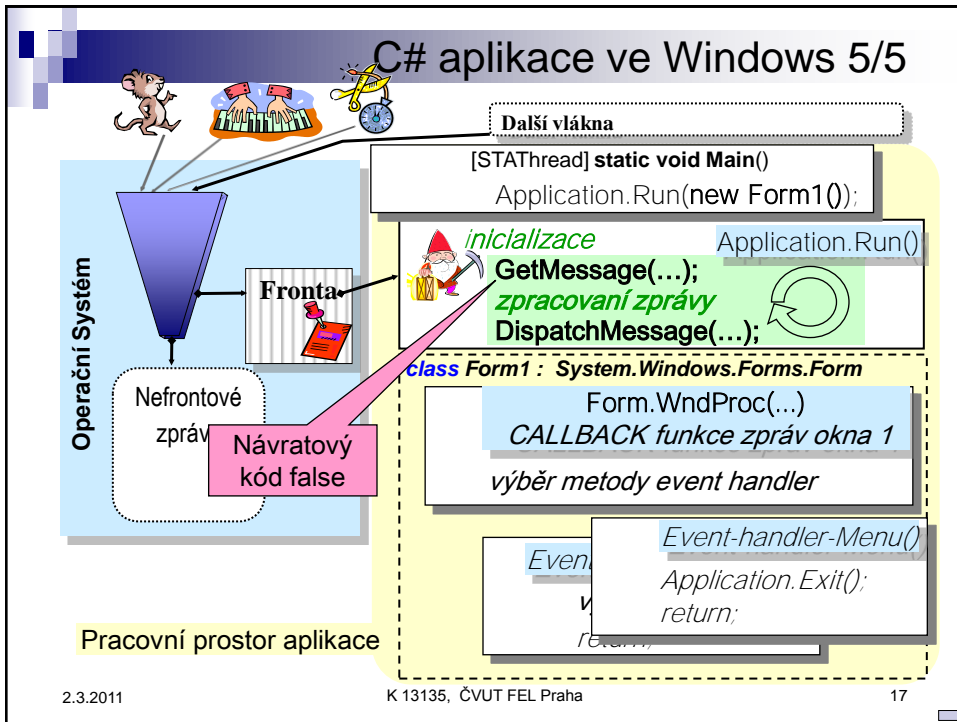 C# aplikace ve Windows 5/5
Další vlákna
[STAThread] static void Main()
Application.Run(new Form1());
inicializace
Application.Run();
GetMessage(...);
zpracovaní zprávy
DispatchMessage(...);
Operační Systém
Fronta
Nefrontové
zpráv
Návratový
kód false
class Form1 : System.Windows.Forms.Form
Form.WndProc(...)
CALLBACK funkce zpráv okna 1
výběr metody event handler
Event-handler-Menu()
Application.Exit();
return;
Event
return;
Pracovní prostor aplikace
2.3.2011
K 13135, ČVUT FEL Praha
17